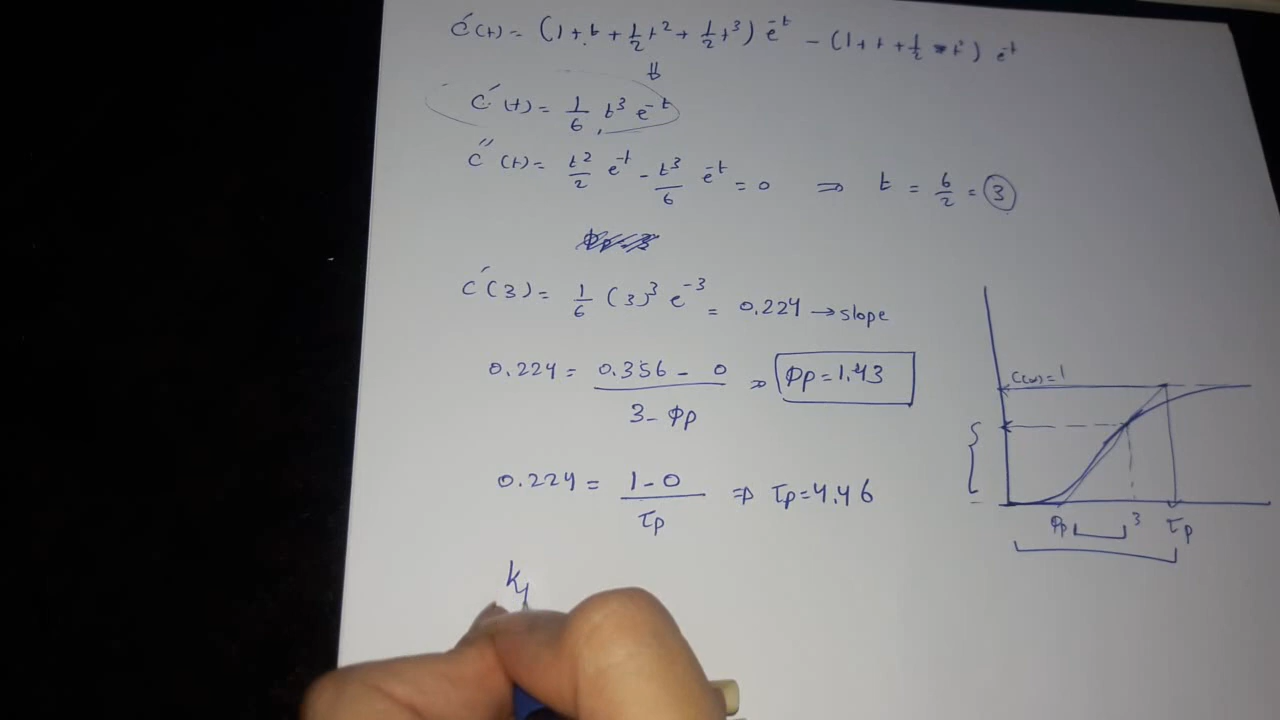 c'(t) = (1 + t + 1/2 t² + 1/2 t³) e^-t - (1 + t + 1/2 t²) e^-t
⇓
c'(t) = 1/6 t³ e^-t
c''(t) = t²/2 e^-t - t³/6 e^-t = 0 ⇒ t = 6/2 = 3
c'(3) = 1/6 (3)³ e^-3 = 0.224 → slope
0.224 = (0.356 - 0)/(3 - Φp) ⇒ Φp = 1.43
0.224 = (1 - 0)/τp ⇒ τp = 4.46
k
C(∞) = 1
Φp 3 τp